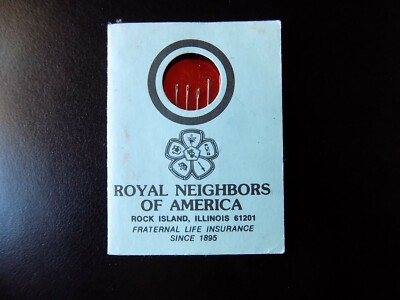 ROYAL NEIGHBORS
OF AMERICA
ROCK ISLAND, ILLINOIS 61201
FRATERNAL LIFE INSURANCE
SINCE 1895